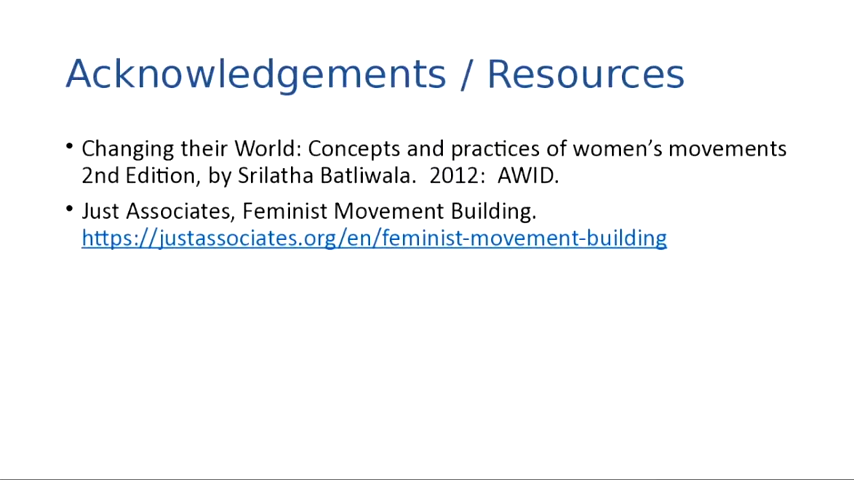 Acknowledgements / Resources
• Changing their World: Concepts and practices of women’s movements
2nd Edition, by Srilatha Batliwala.  2012:  AWID.
• Just Associates, Feminist Movement Building.
https://justassociates.org/en/feminist-movement-building